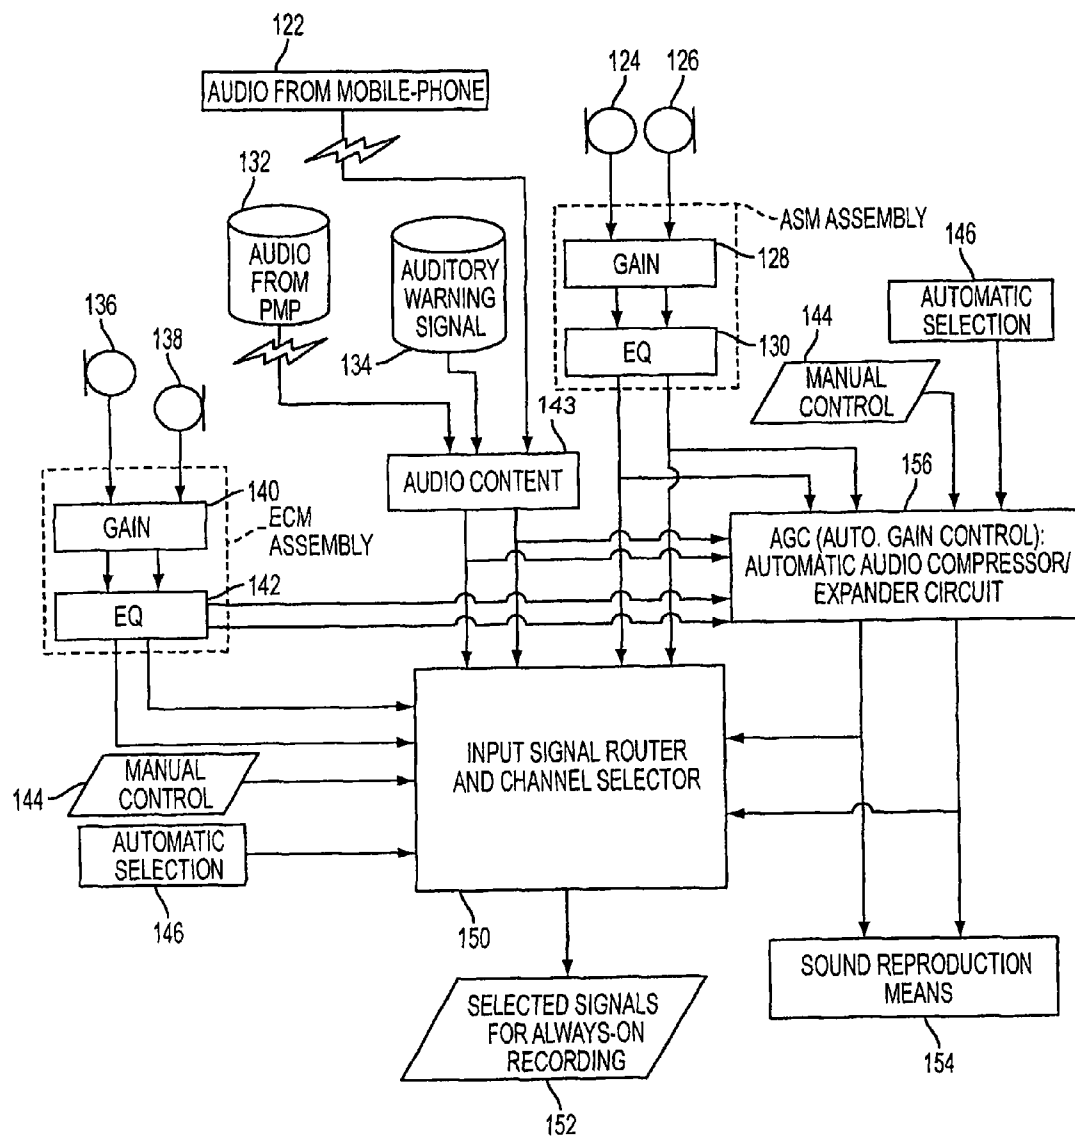 122
AUDIO FROM MOBILE-PHONE
124
126
132
AUDIO
FROM
PMP
AUDITORY
WARNING
SIGNAL
134
ASM ASSEMBLY
GAIN
128
EQ
130
146
AUTOMATIC
SELECTION
144
MANUAL
CONTROL
136
138
143
AUDIO CONTENT
156
AGC (AUTO. GAIN CONTROL):
AUTOMATIC AUDIO COMPRESSOR/
EXPANDER CIRCUIT
140
GAIN
ECM
ASSEMBLY
142
EQ
INPUT SIGNAL ROUTER
AND CHANNEL SELECTOR
144
MANUAL
CONTROL
AUTOMATIC
SELECTION
146
150
SELECTED SIGNALS
FOR ALWAYS-ON
RECORDING
152
SOUND REPRODUCTION
MEANS
154